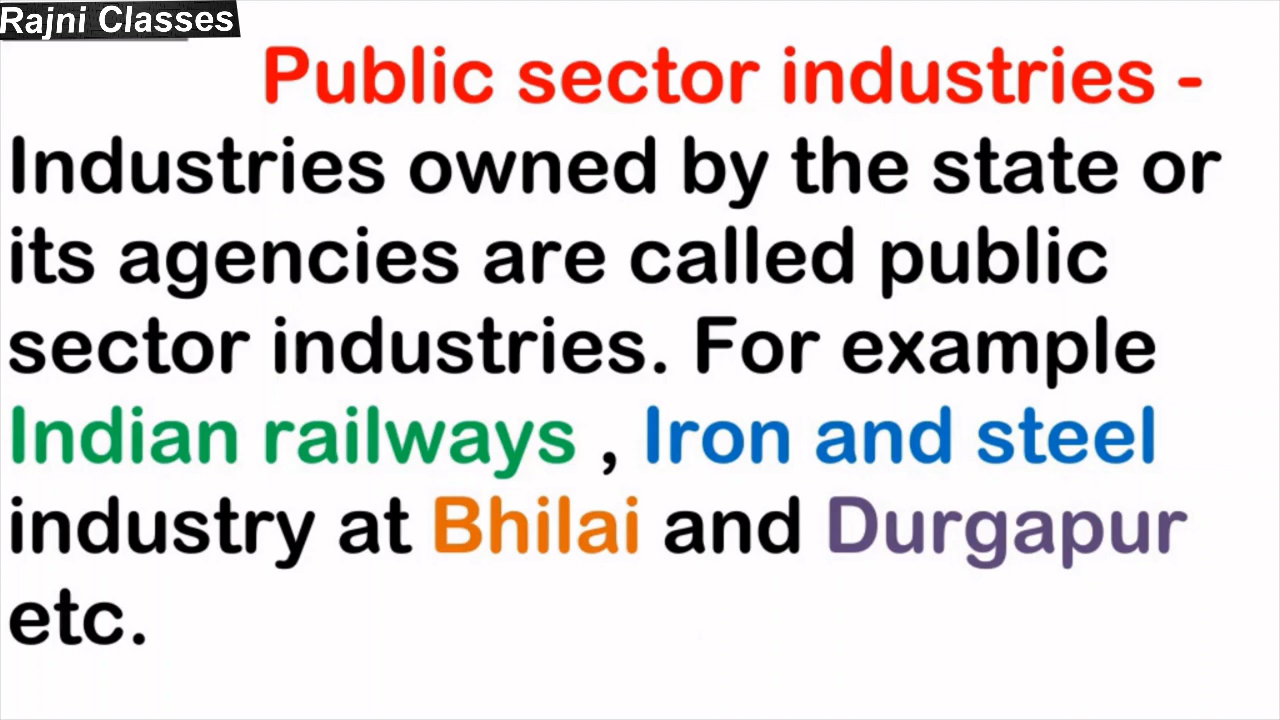 Rajni Classes
Public sector industries -
Industries owned by the state or
its agencies are called public
sector industries. For example
Indian railways , Iron and steel
industry at Bhilai and Durgapur
etc.